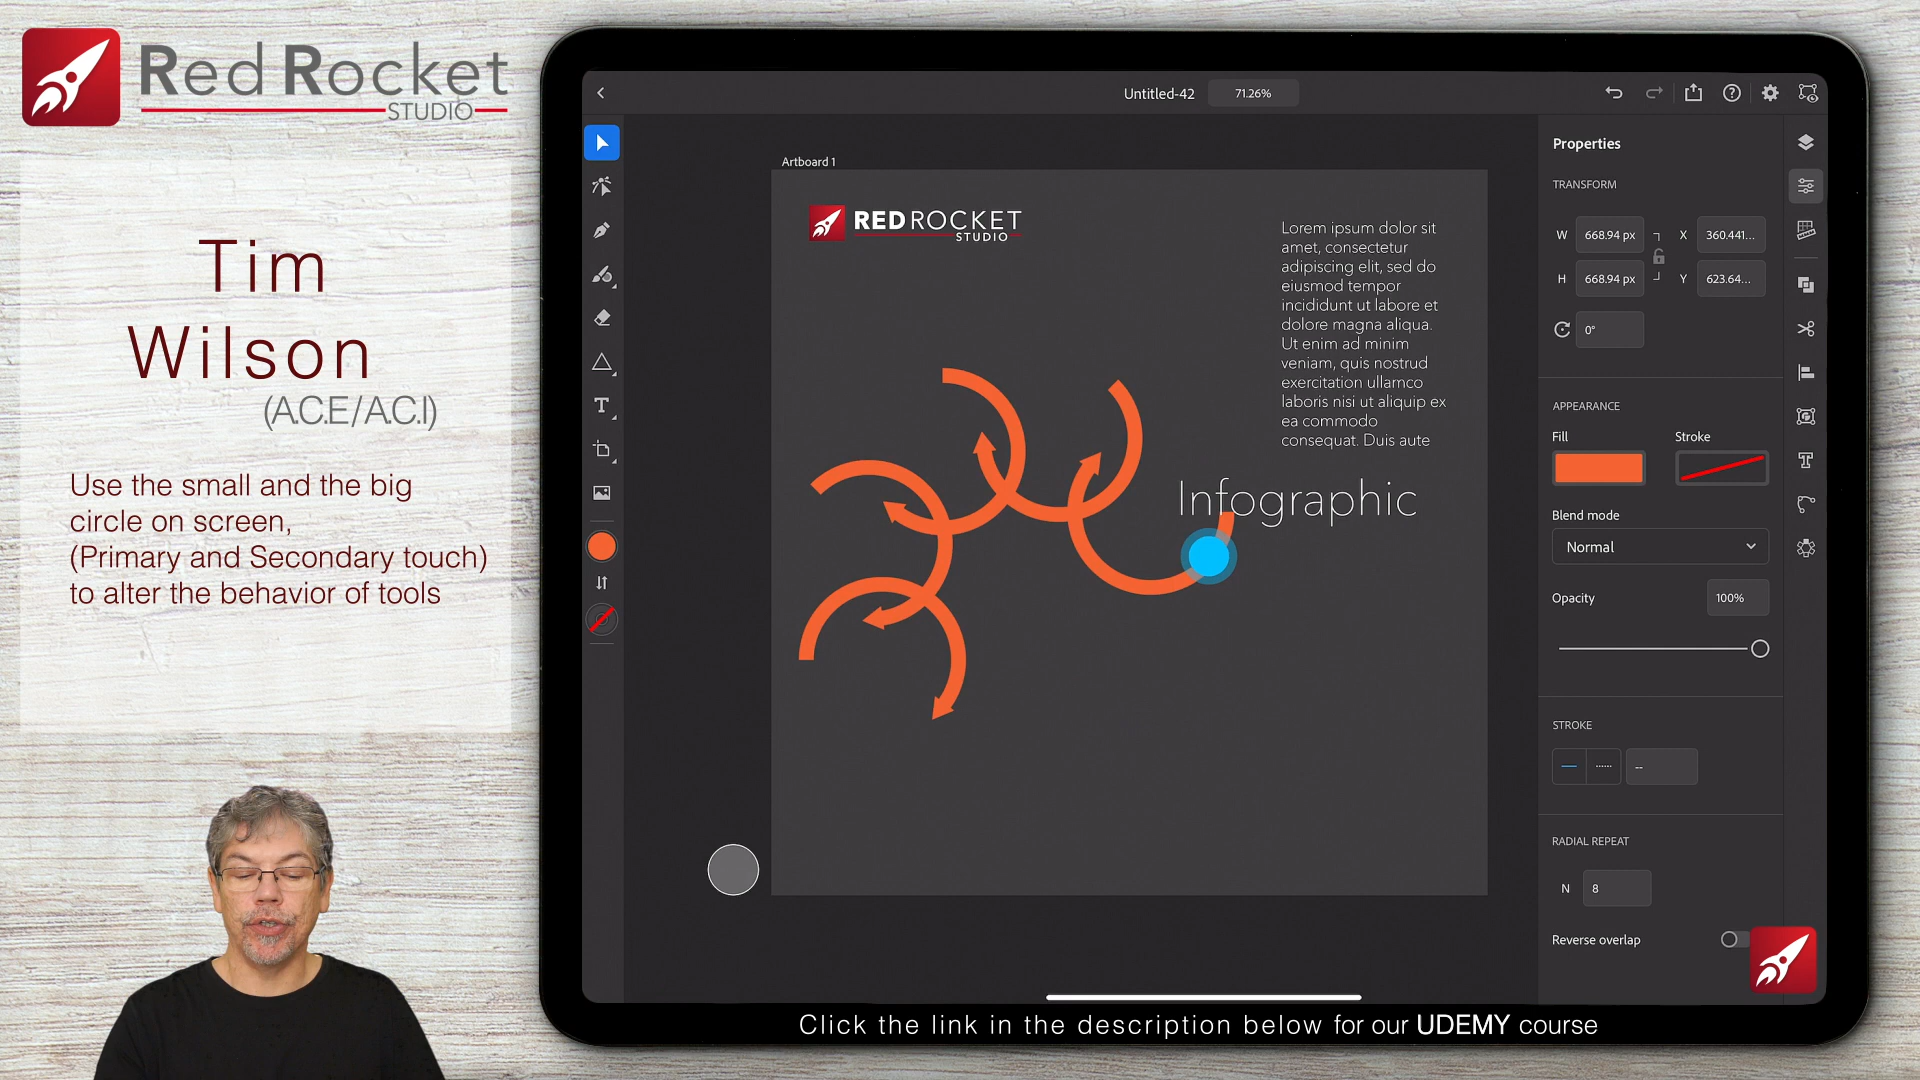 Red Rocket
STUDIO
Tim
Wilson
(A.C.E/A.C.I)
Use the small and the big
circle on screen,
(Primary and Secondary touch)
to alter the behavior of tools
Untitled-42
71.26%
Artboard 1
RED ROCKET
STUDIO
Lorem ipsum dolor sit
amet, consectetur
adipiscing elit, sed do
eiusmod tempor
incididunt ut labore et
dolore magna aliqua.
Ut enim ad minim
veniam, quis nostrud
exercitation ullamco
laboris nisi ut aliquip ex
ea commodo
consequat. Duis aute
Infographic
Properties
TRANSFORM
W 668.94 px X 360.441...
H 668.94 px Y 623.64...
0°
APPEARANCE
Fill Stroke
Blend mode
Normal
Opacity 100%
STROKE
--
RADIAL REPEAT
N 8
Reverse overlap
Click the link in the description below for our UDEMY course